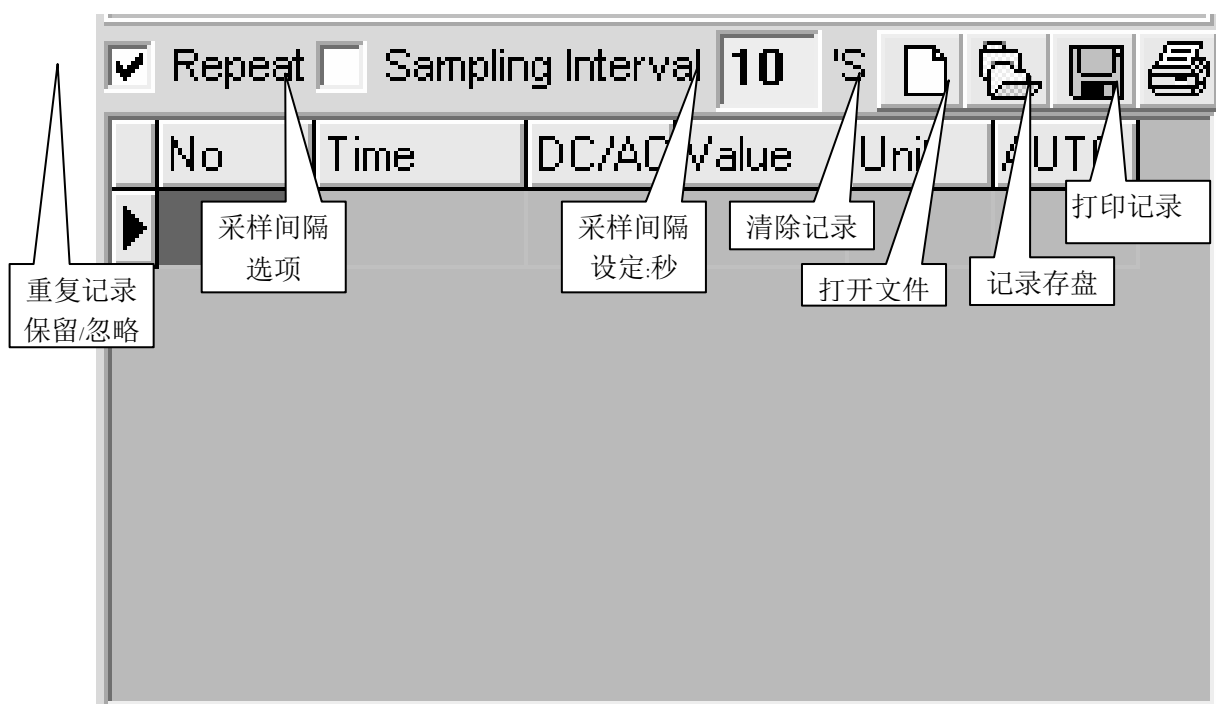 Repeat Sampling Interval 10 'S
No Time DC/AC Value Unit AUTO
采样间隔
选项
采样间隔
设定:秒
清除记录
打印记录
重复记录
保留/忽略
打开文件
记录存盘